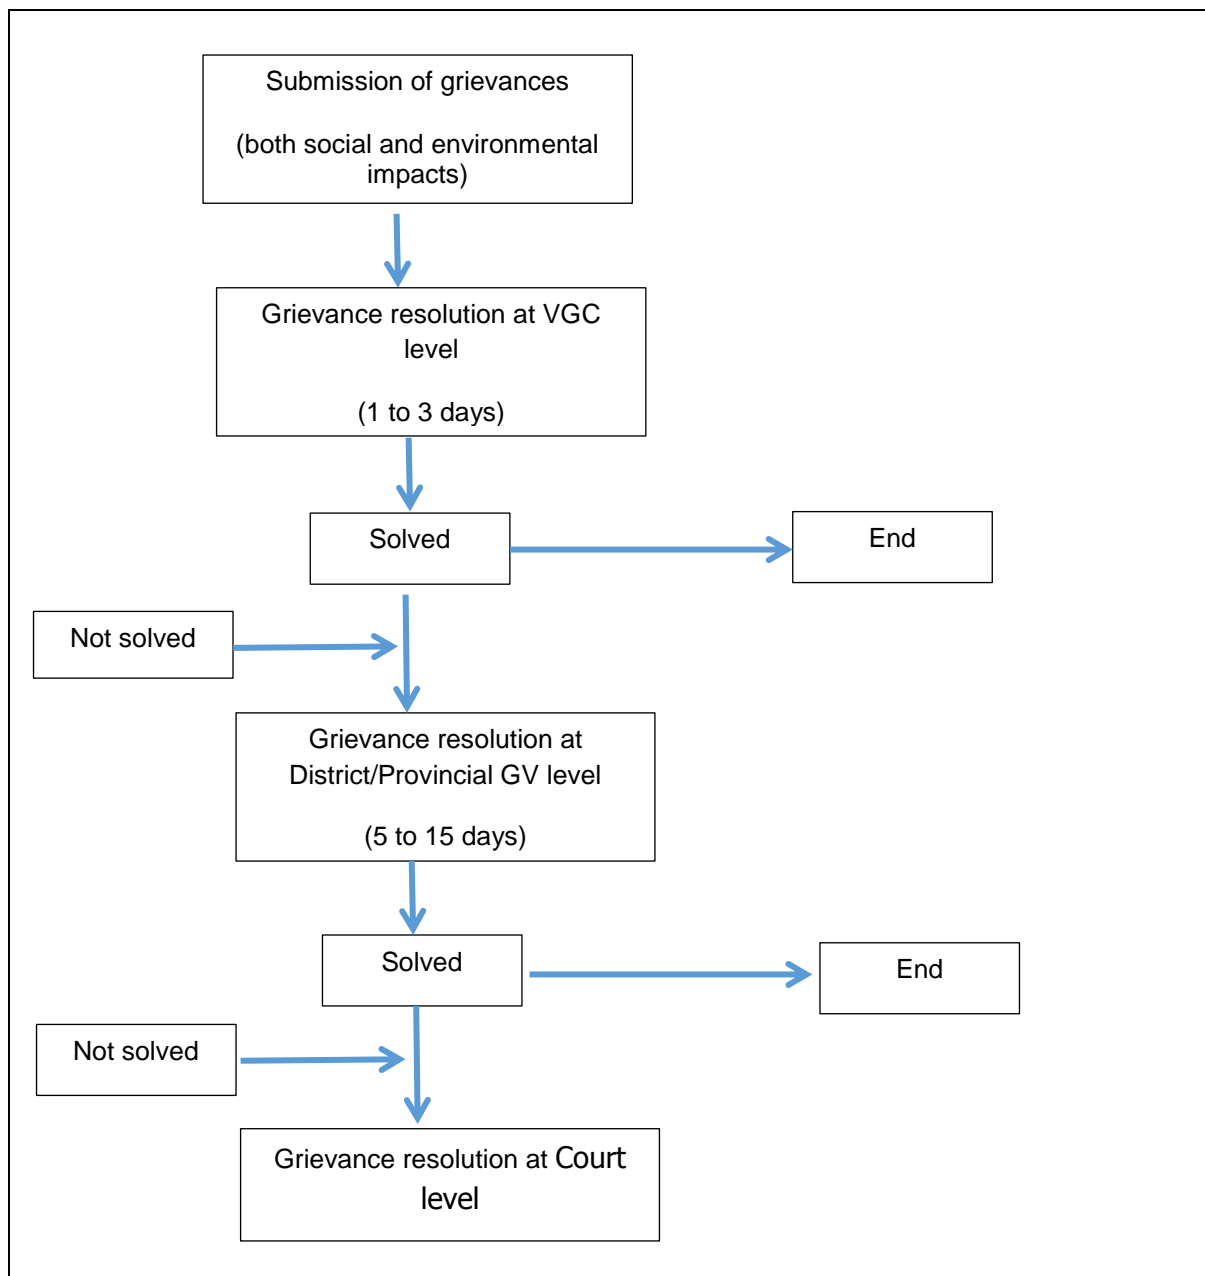 Submission of grievances
(both social and environmental
impacts)
Grievance resolution at VGC
level
(1 to 3 days)
Solved
End
Not solved
Grievance resolution at
District/Provincial GV level
(5 to 15 days)
Solved
End
Not solved
Grievance resolution at Court
level